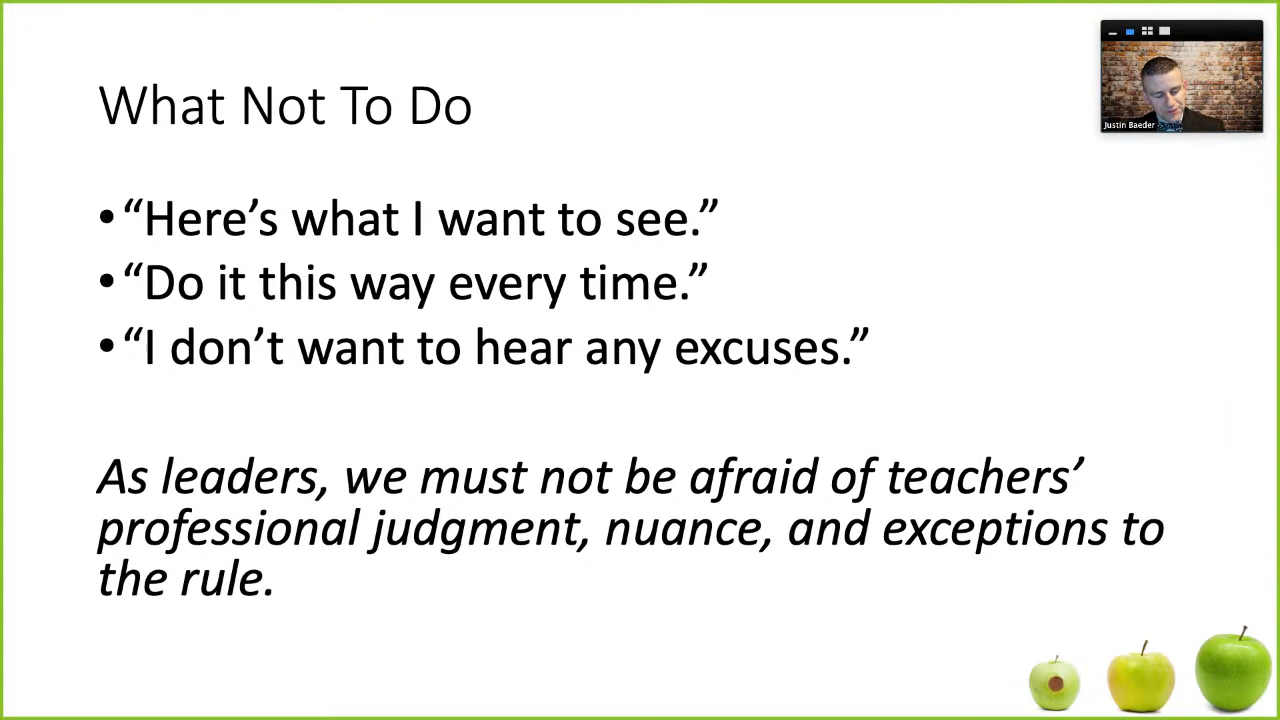 What Not To Do
• “Here’s what I want to see.”
• “Do it this way every time.”
• “I don’t want to hear any excuses.”
As leaders, we must not be afraid of teachers’
professional judgment, nuance, and exceptions to
the rule.
Justin Baeder